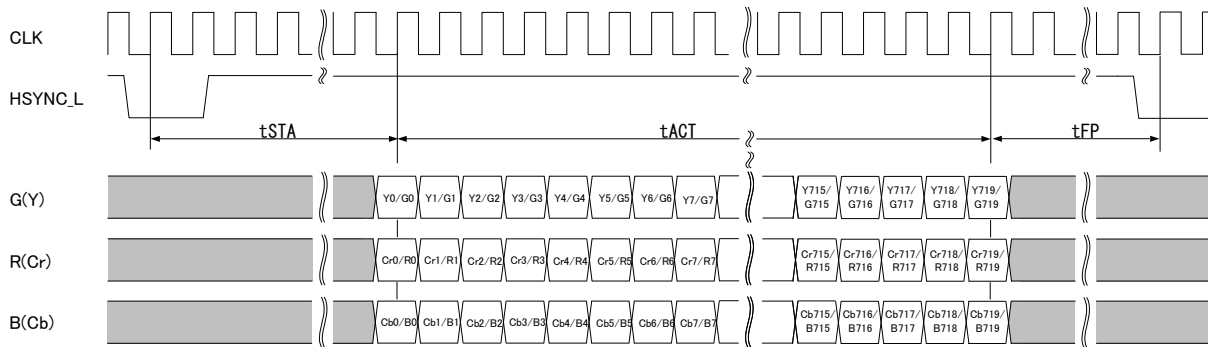 CLK
HSYNC_L
tSTA tACT tFP
G(Y) Y0/G0 Y1/G1 Y2/G2 Y3/G3 Y4/G4 Y5/G5 Y6/G6 Y7/G7 Y715/ Y716/ Y717/ Y718/ Y719/
G715 G716 G717 G718 G719
R(Cr) Cr0/R0 Cr1/R1 Cr2/R2 Cr3/R3 Cr4/R4 Cr5/R5 Cr6/R6 Cr7/R7 Cr715/ Cr716/ Cr717/ Cr718/ Cr719/
R715 R716 R717 R718 R719
B(Cb) Cb0/B0 Cb1/B1 Cb2/B2 Cb3/B3 Cb4/B4 Cb5/B5 Cb6/B6 Cb7/B7 Cb715/ Cb716/ Cb717/ Cb718/ Cb719/
B715 B716 B717 B718 B719